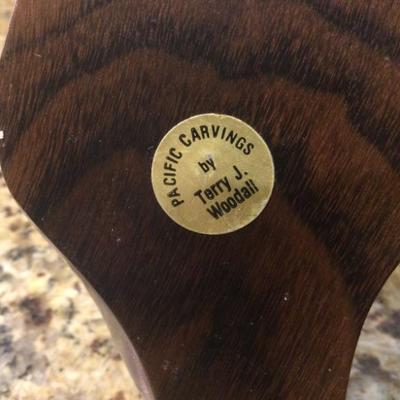 PACIFIC CARVINGS
by
Terry J.
Woodall